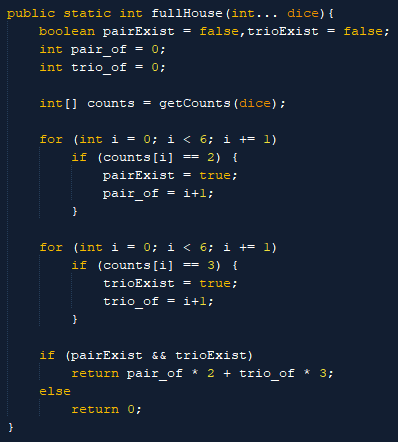 public static int fullHouse(int... dice){
    boolean pairExist = false,trioExist = false;
    int pair_of = 0;
    int trio_of = 0;

    int[] counts = getCounts(dice);

    for (int i = 0; i < 6; i += 1)
        if (counts[i] == 2) {
            pairExist = true;
            pair_of = i+1;
        }

    for (int i = 0; i < 6; i += 1)
        if (counts[i] == 3) {
            trioExist = true;
            trio_of = i+1;
        }

    if (pairExist && trioExist)
        return pair_of * 2 + trio_of * 3;
    else
        return 0;
}